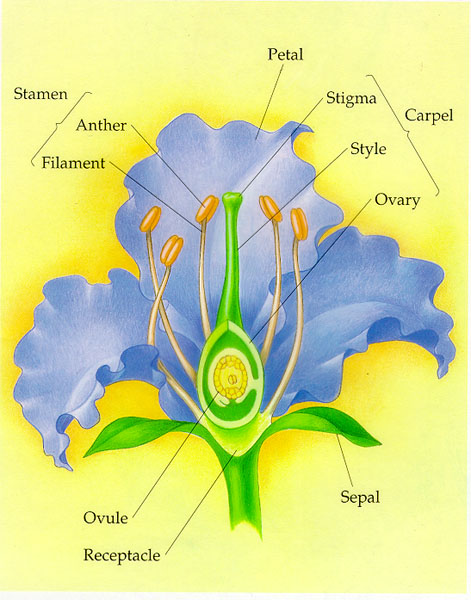 Petal
Stamen
Stigma
Carpel
Anther
Style
Filament
Ovary
Sepal
Ovule
Receptacle